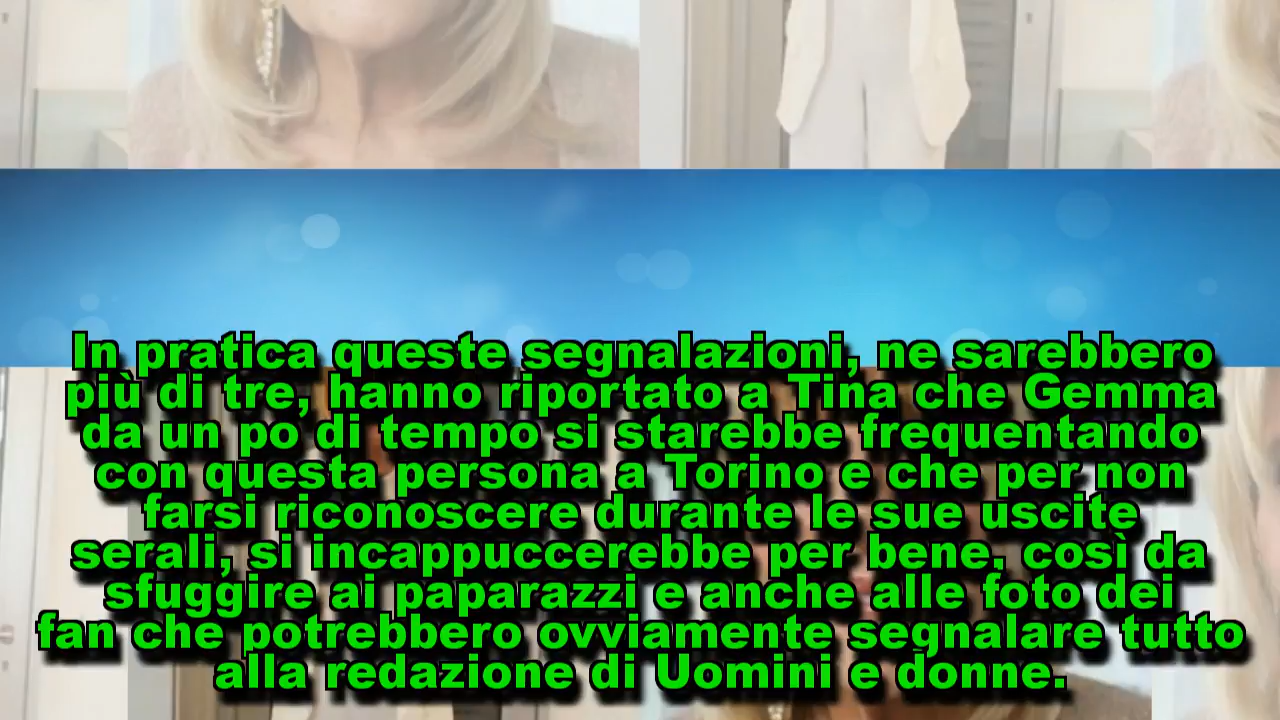 In pratica queste segnalazioni, ne sarebbero
più di tre, hanno riportato a Tina che Gemma
da un po di tempo si starebbe frequentando
con questa persona a Torino e che per non
farsi riconoscere durante le sue uscite
serali, si incappuccerebbe per bene, così da
sfuggire ai paparazzi e anche alle foto dei
fan che potrebbero ovviamente segnalare tutto
alla redazione di Uomini e donne.